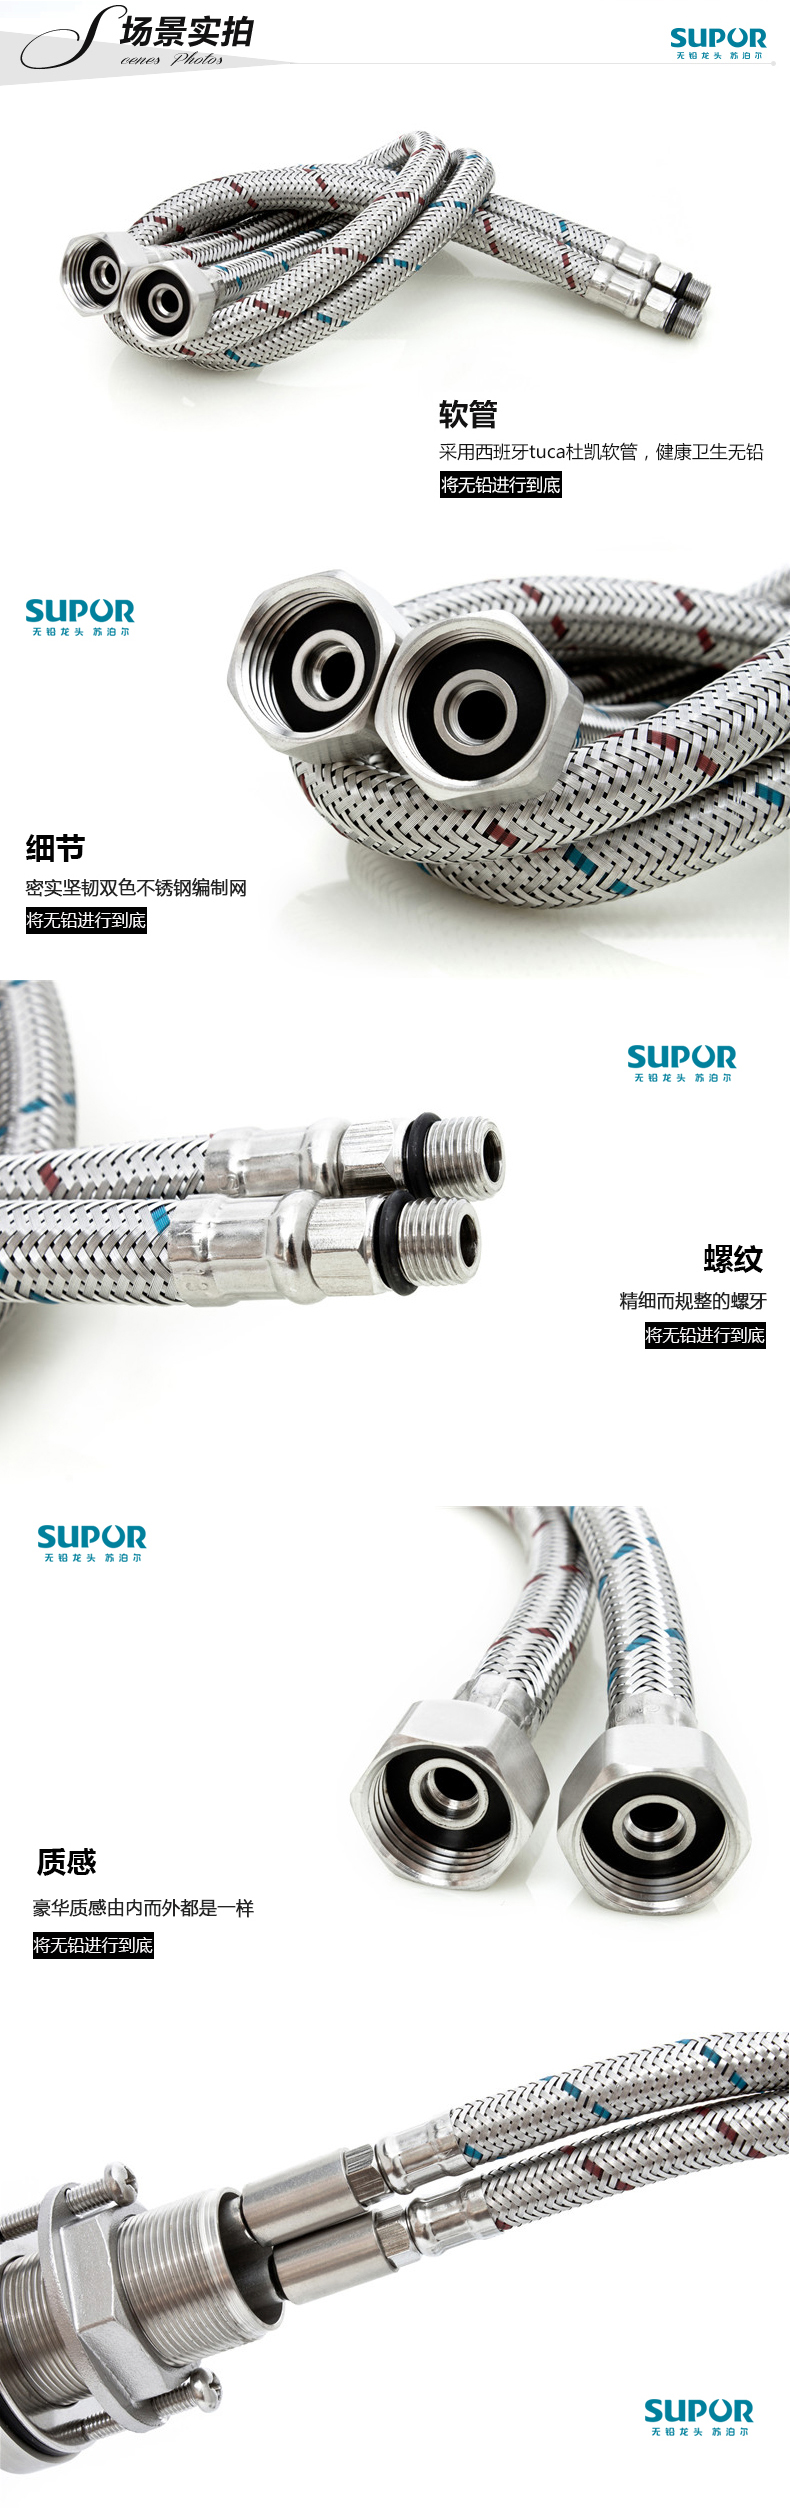 场景实拍
cenes Photos
SUPOR
无铅龙头 苏泊尔
软管
采用西班牙tuca杜凯软管，健康卫生无铅
将无铅进行到底
SUPOR
无铅龙头 苏泊尔
细节
密实坚韧双色不锈钢编制网
将无铅进行到底
SUPOR
无铅龙头 苏泊尔
螺纹
精细而规整的螺牙
将无铅进行到底
SUPOR
无铅龙头 苏泊尔
质感
豪华质感由内而外都是一样
将无铅进行到底
SUPOR
无铅龙头 苏泊尔